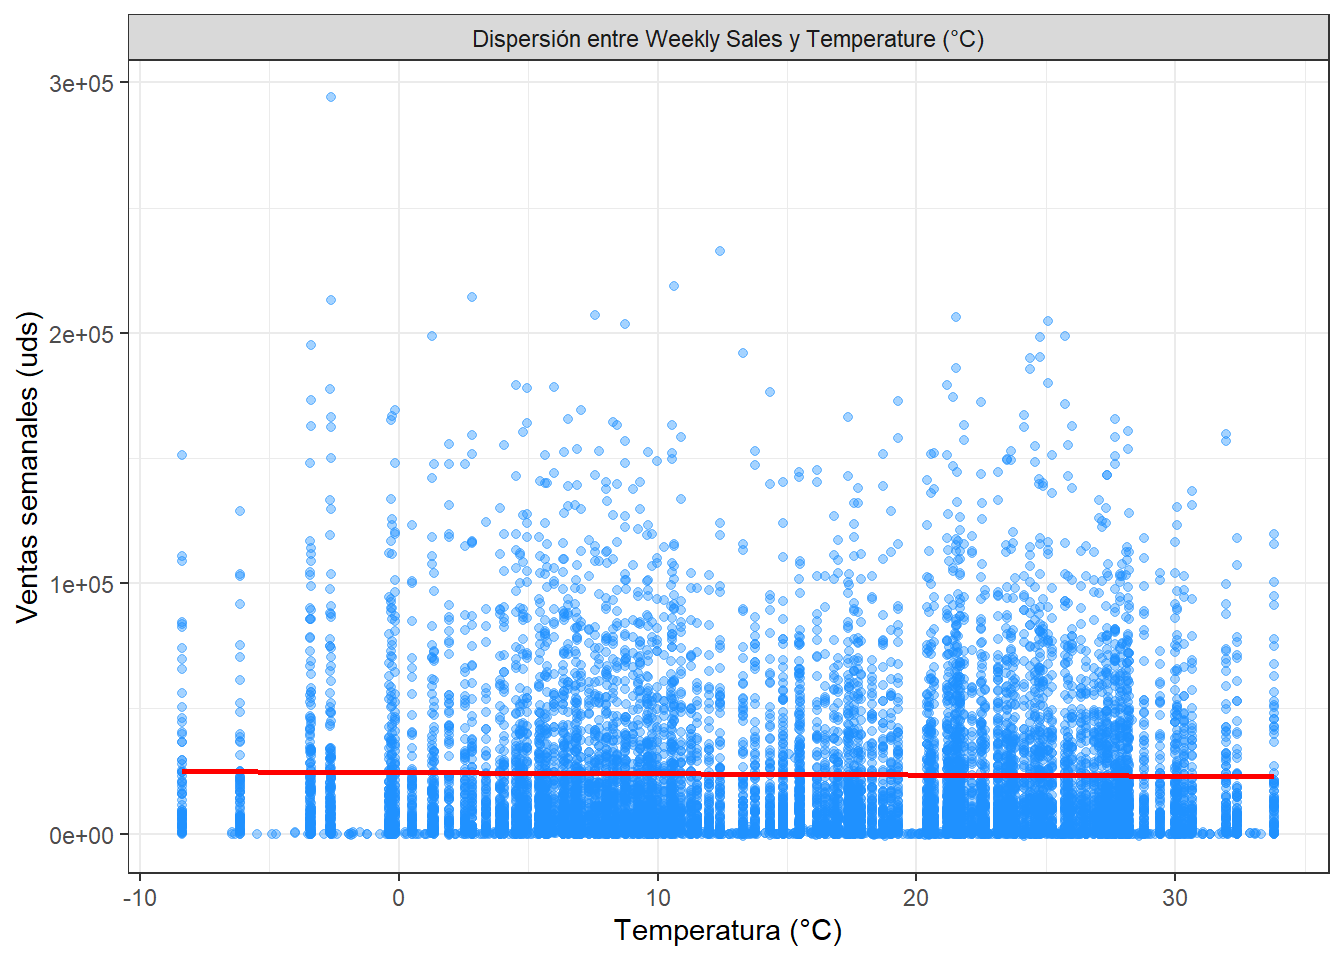 Dispersión entre Weekly Sales y Temperature (°C)
3e+05
2e+05
1e+05
0e+00
Ventas semanales (uds)
-10 0 10 20 30
Temperatura (°C)